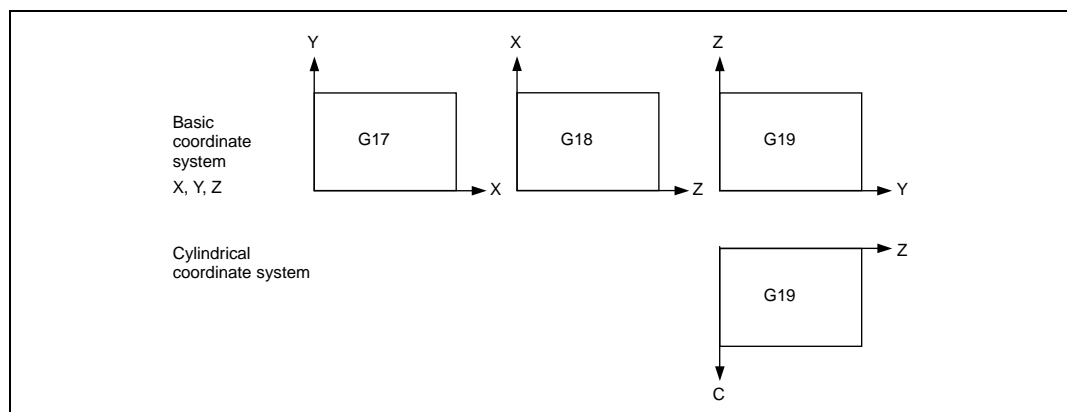 Y
X
Z
Basic
coordinate
system
X, Y, Z
G17
G18
G19
X
Z
Y
Cylindrical
coordinate system
Z
G19
C